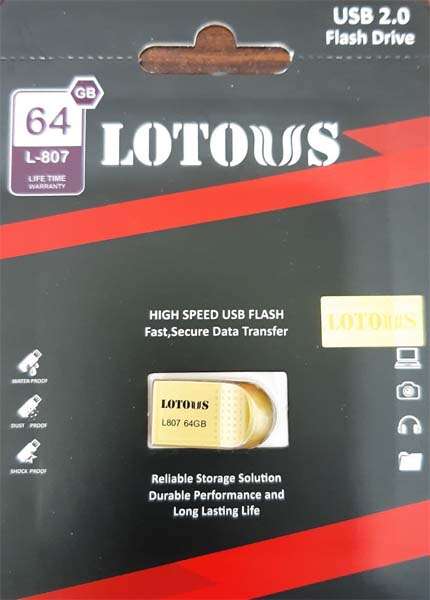 USB 2.0
Flash Drive
GB
64
L-807
LIFE TIME
WARRANTY
LOTOUS
HIGH SPEED USB FLASH
Fast,Secure Data Transfer
LOTOUS
WATER PROOF
DUST PROOF
SHOCK PROOF
LOTOUS
L807 64GB
Reliable Storage Solution
Durable Performance and
Long Lasting Life